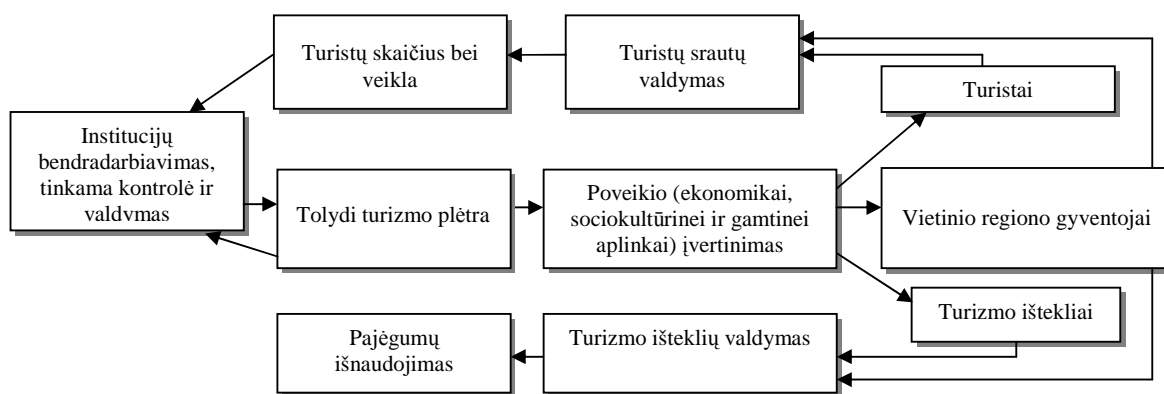 Turistų skaičius bei
veikla
Turistų srautų
valdymas
Turistai
Institucijų
bendradarbiavimas,
tinkama kontrolė ir
valdymas
Tolydi turizmo plėtra
Poveikio (ekonomikai,
sociokultūrinei ir gamtinei
aplinkai) įvertinimas
Vietinio regiono gyventojai
Turizmo ištekliai
Pajėgumų
išnaudojimas
Turizmo išteklių valdymas